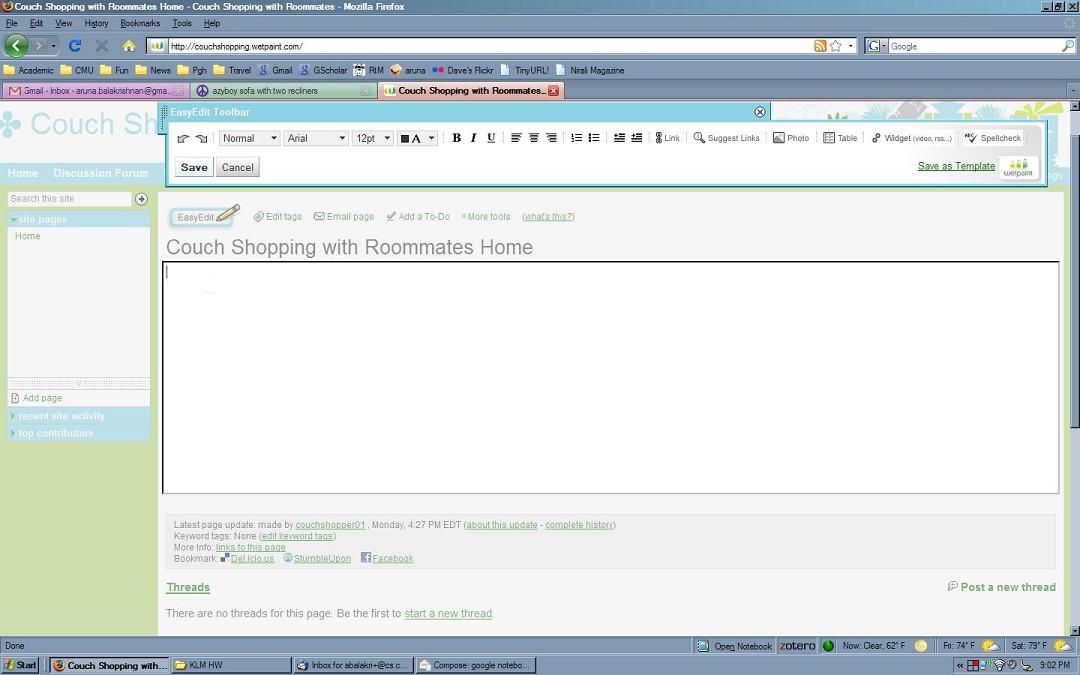 Couch Shopping with Roommates Home - Couch Shopping with Roommates - Mozilla Firefox
File Edit View History Bookmarks Tools Help
http://couchshopping.wetpaint.com/ G Google
Academic CMU Fun News Pgh Travel Gmail GScholar RtM aruna Dave's Flickr TinyURL! Nirali Magazine
Gmail - Inbox - aruna.balakrishnan@gma... azyboy sofa with two recliners Couch Shopping with Roommates...
EasyEdit Toolbar
Couch Sh
Normal Arial 12pt A B I U Link Suggest Links Photo Table Widget (video, rss...) ABC Spellcheck
Save Cancel Save as Template wetpaint
Home Discussion Forum ngs
Search this site
site pages
Home
Add page
recent site activity
top contributors
EasyEdit Edit tags Email page Add a To-Do » More tools (what's this?)
Couch Shopping with Roommates Home
Latest page update: made by couchshopper01 , Monday, 4:27 PM EDT (about this update - complete history)
Keyword tags: None (edit keyword tags)
More Info: links to this page
Bookmark: Del.icio.us StumbleUpon Facebook
Threads Post a new thread
There are no threads for this page. Be the first to start a new thread.
Done Open Notebook zotero Now: Clear, 62° F Fri: 74° F Sat: 79° F
Start Couch Shopping with... KLM HW Inbox for abalakri+@cs.c... Compose: google notebo... « 9:02 PM